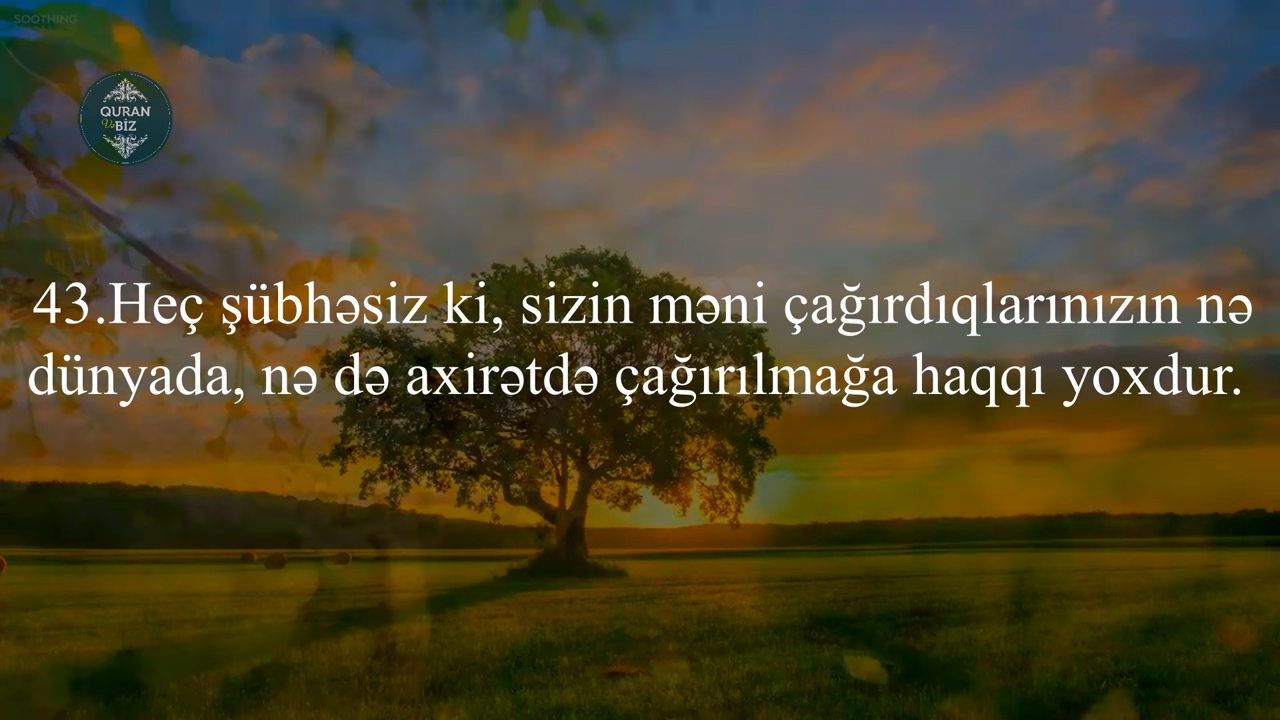 SOOTHING
QURAN
Və BİZ
43.Heç şübhəsiz ki, sizin məni çağırdıqlarınızın nə
dünyada, nə də axirətdə çağırılmağa haqqı yoxdur.